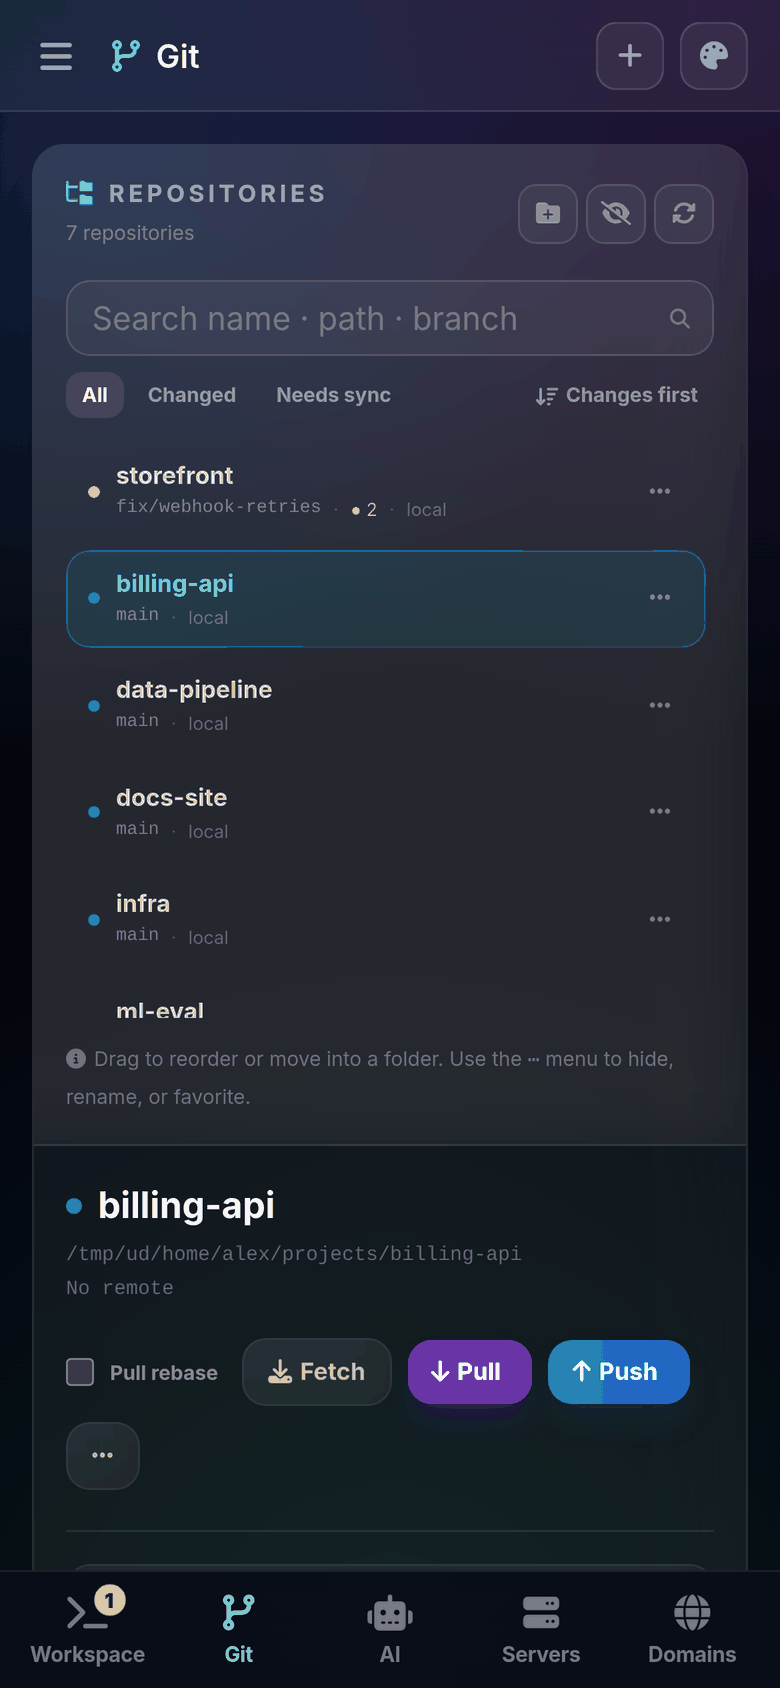 Git
REPOSITORIES
7 repositories
Search name · path · branch
All Changed Needs sync Changes first
storefront
fix/webhook-retries · 2 · local
billing-api
main · local
data-pipeline
main · local
docs-site
main · local
infra
main · local
ml-eval
Drag to reorder or move into a folder. Use the ⋯ menu to hide,
rename, or favorite.
billing-api
/tmp/ud/home/alex/projects/billing-api
No remote
Pull rebase Fetch Pull Push
1
Workspace Git AI Servers Domains